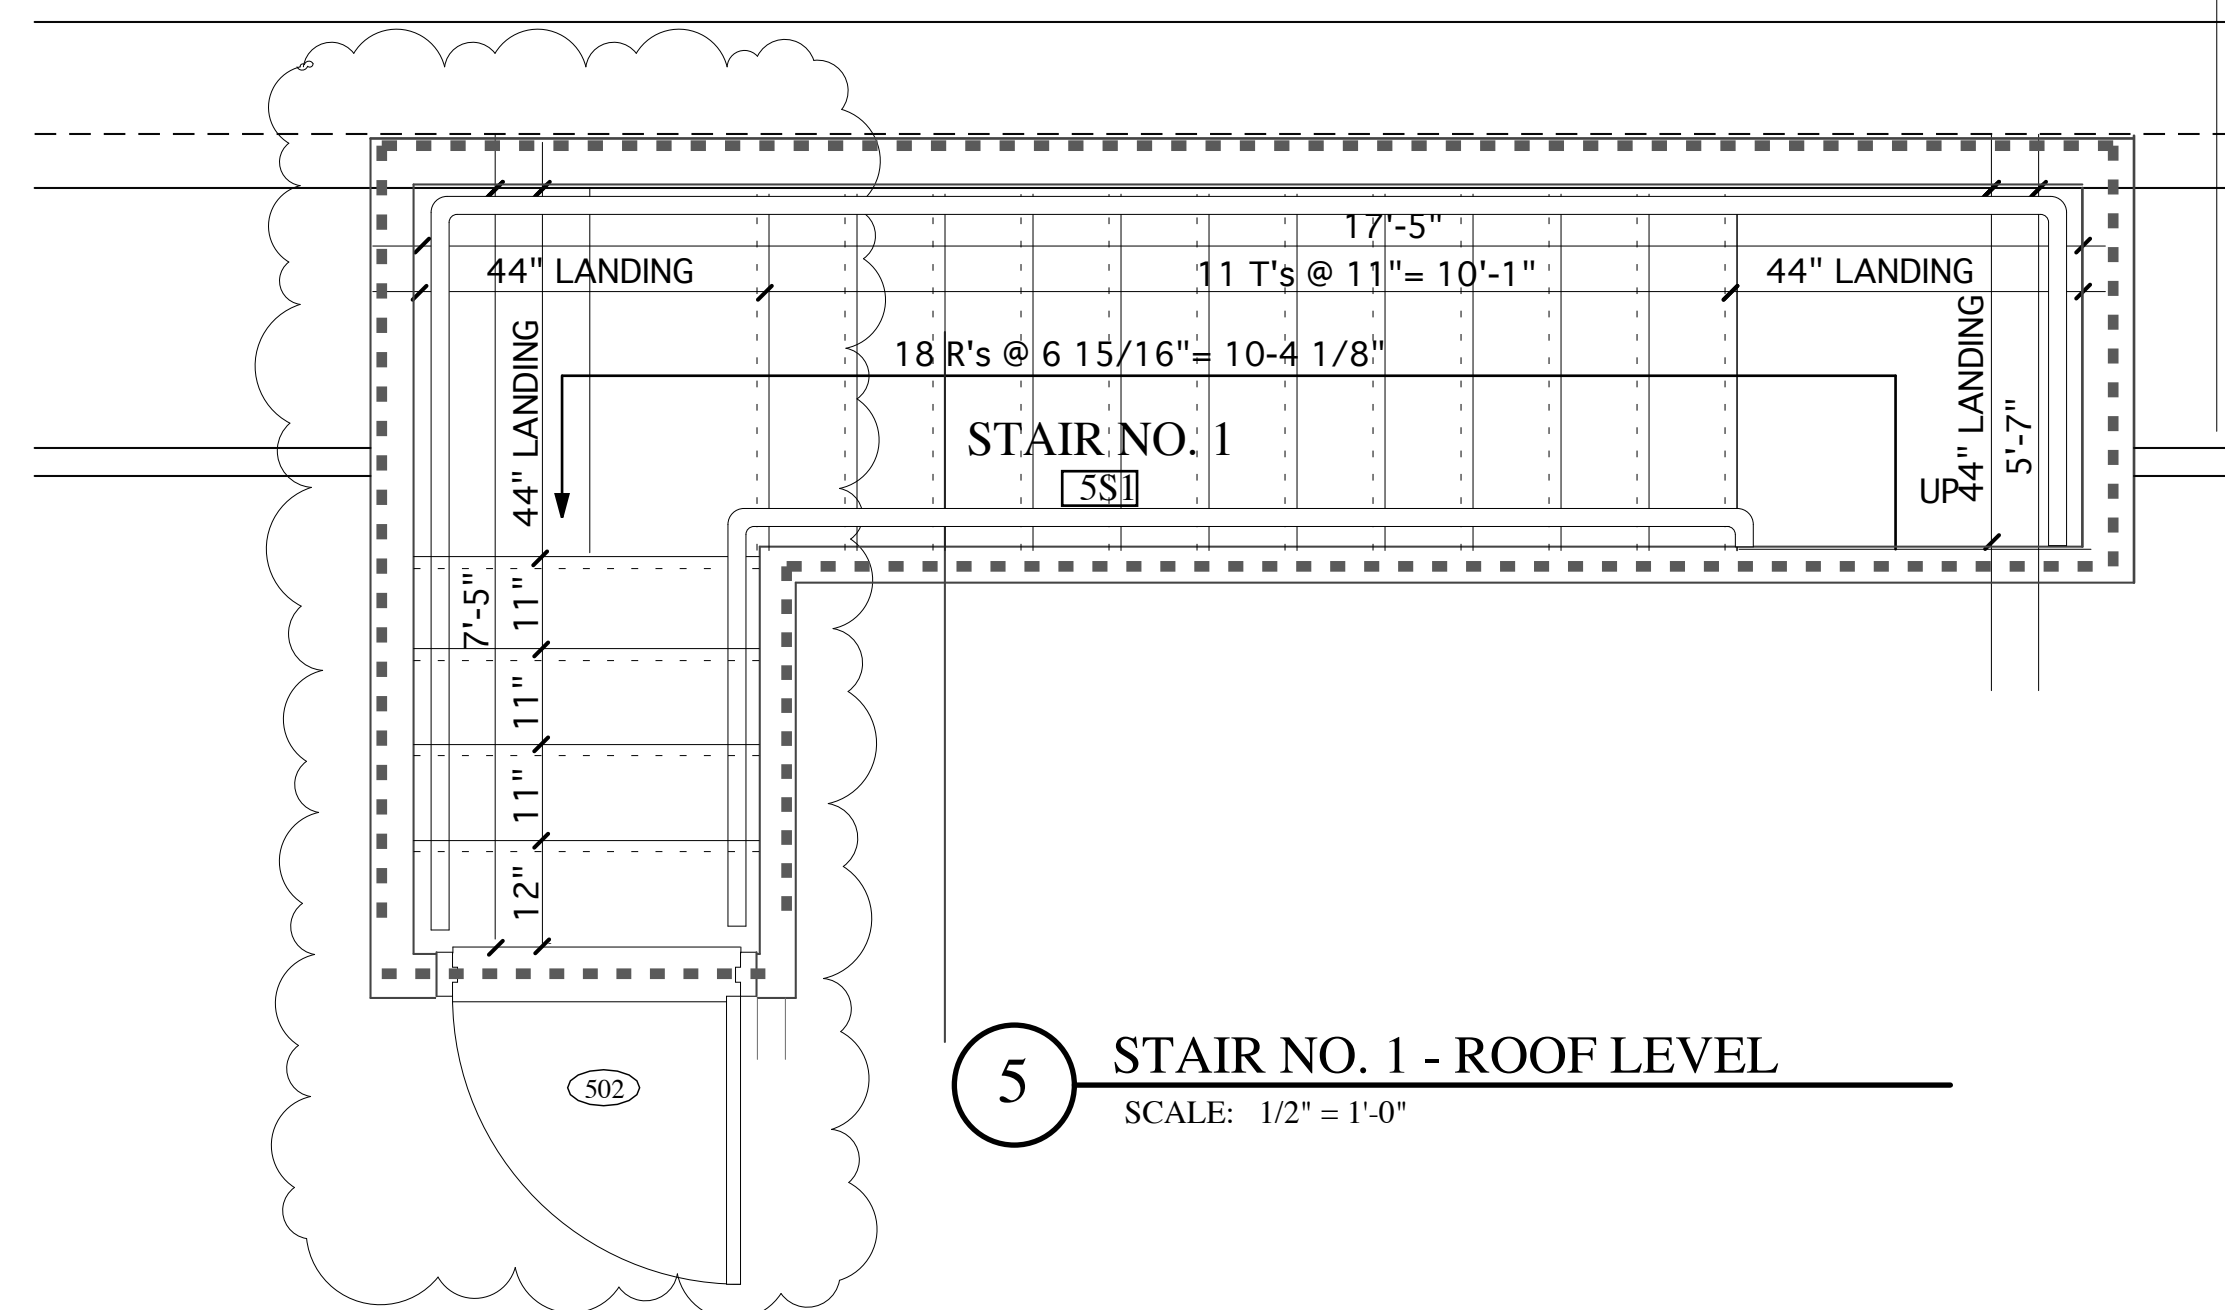 17'-5"
44" LANDING
11 T's @ 11"= 10'-1"
44" LANDING
18 R's @ 6 15/16"= 10-4 1/8"
44" LANDING
44" LANDING
5'-7"
STAIR NO. 1
5S1
UP
7'-5"
11"
11"
11"
12"
502
5
STAIR NO. 1 - ROOF LEVEL
SCALE: 1/2" = 1'-0"